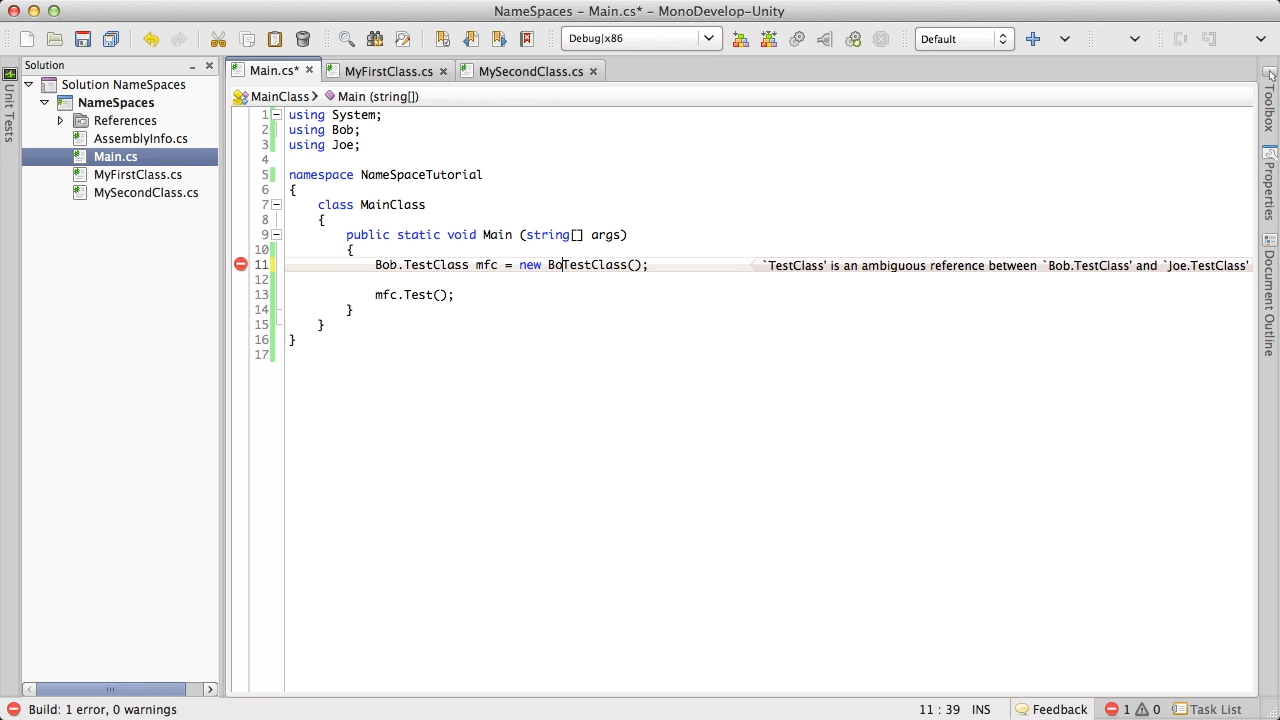 NameSpaces – Main.cs* – MonoDevelop-Unity
Debug|x86
Default
Unit Tests
Solution
Solution NameSpaces
NameSpaces
References
AssemblyInfo.cs
Main.cs
MyFirstClass.cs
MySecondClass.cs
Main.cs*
MyFirstClass.cs
MySecondClass.cs
MainClass
Main (string[])
1 using System;
2 using Bob;
3 using Joe;
4
5 namespace NameSpaceTutorial
6 {
7 class MainClass
8 {
9 public static void Main (string[] args)
10 {
11 Bob.TestClass mfc = new BoTestClass(); `TestClass' is an ambiguous reference between `Bob.TestClass' and `Joe.TestClass'
12
13 mfc.Test();
14 }
15 }
16 }
17
Toolbox
Properties
Document Outline
Build: 1 error, 0 warnings
11 : 39 INS
Feedback
1
0
Task List